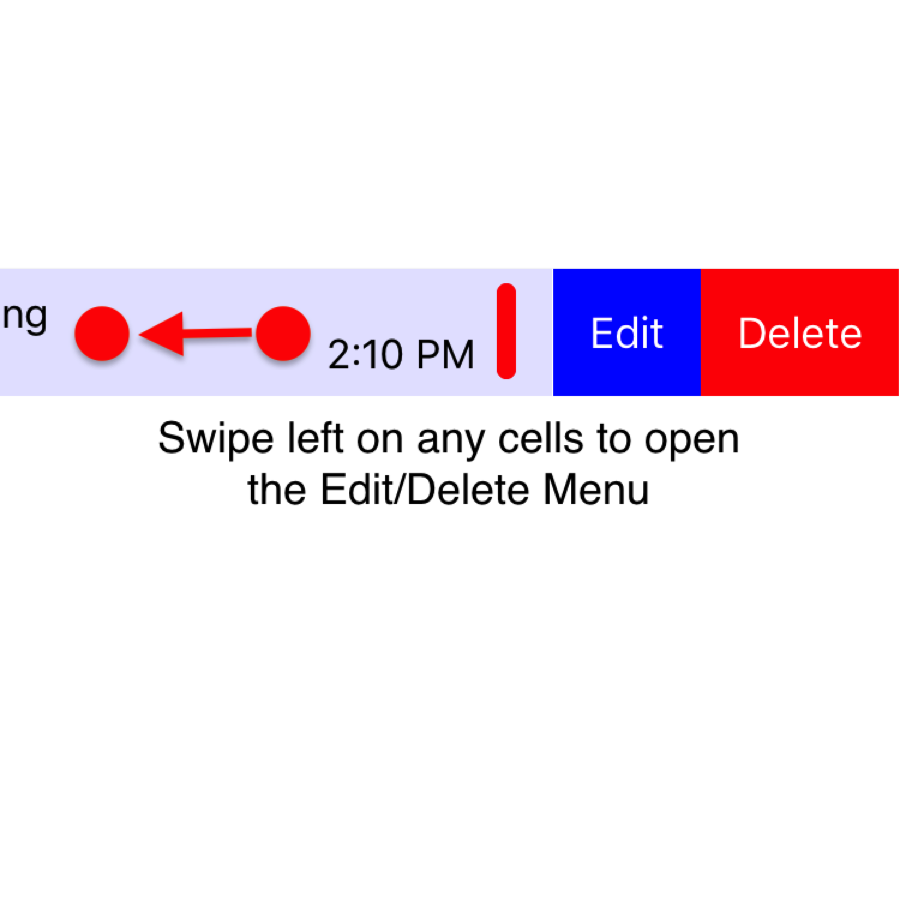 ng
2:10 PM
Edit
Delete
Swipe left on any cells to open
the Edit/Delete Menu